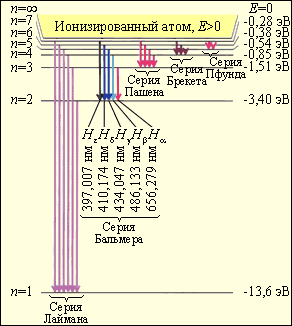 n=∞ E=0
n=7 -0,28 эВ
n=6 Ионизированный атом, E>0 -0,38 эВ
n=5 -0,54 эВ
n=4 -0,85 эВ
n=3 -1,51 эВ
Серия Пашена
Серия Брекета
Серия Пфунда
n=2 -3,40 эВ
Hε Hδ Hγ Hβ Hα
397,007 нм
410,174 нм
434,047 нм
486,133 нм
656,279 нм
Серия
Бальмера
n=1 -13,6 эВ
Серия
Лаймана